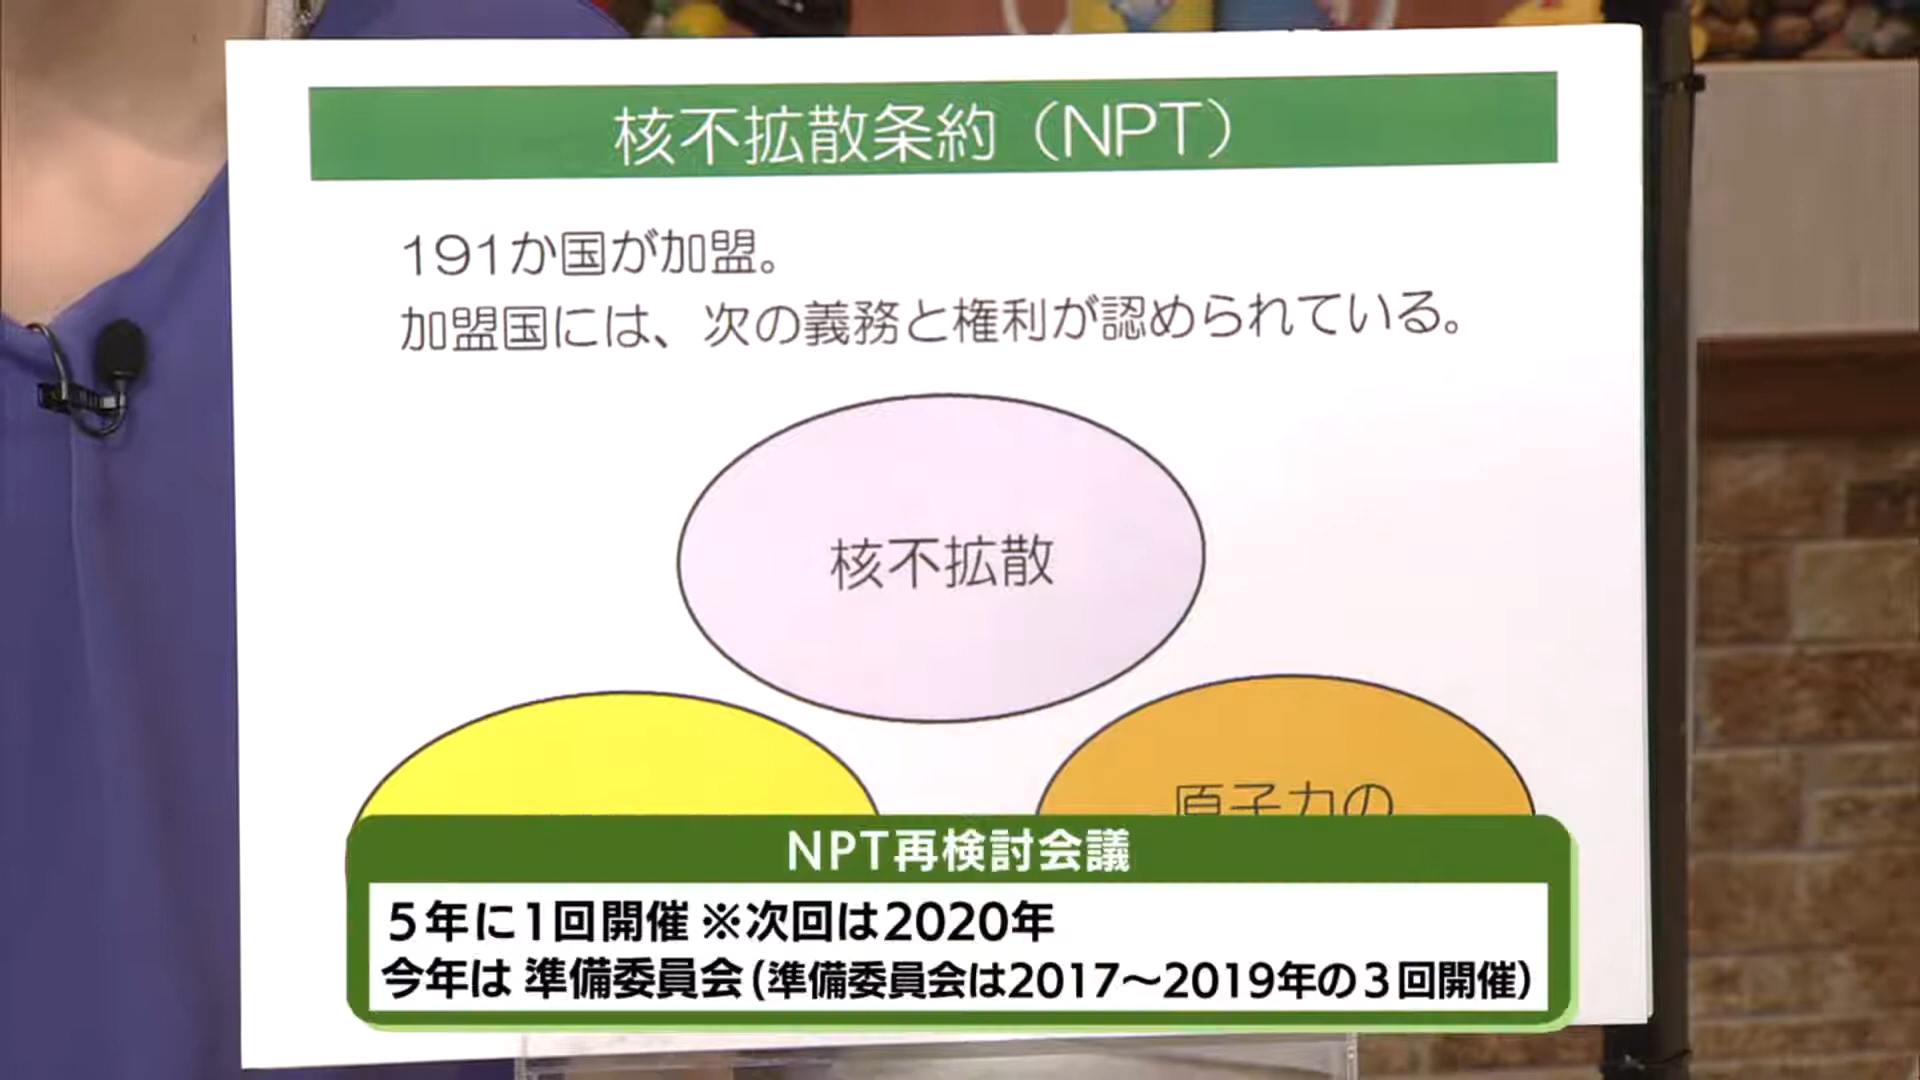 核不拡散条約（NPT）
191か国が加盟。
加盟国には、次の義務と権利が認められている。
核不拡散
原子力の
NPT再検討会議
５年に1回開催 ※次回は2020年
今年は 準備委員会(準備委員会は2017～2019年の３回開催)